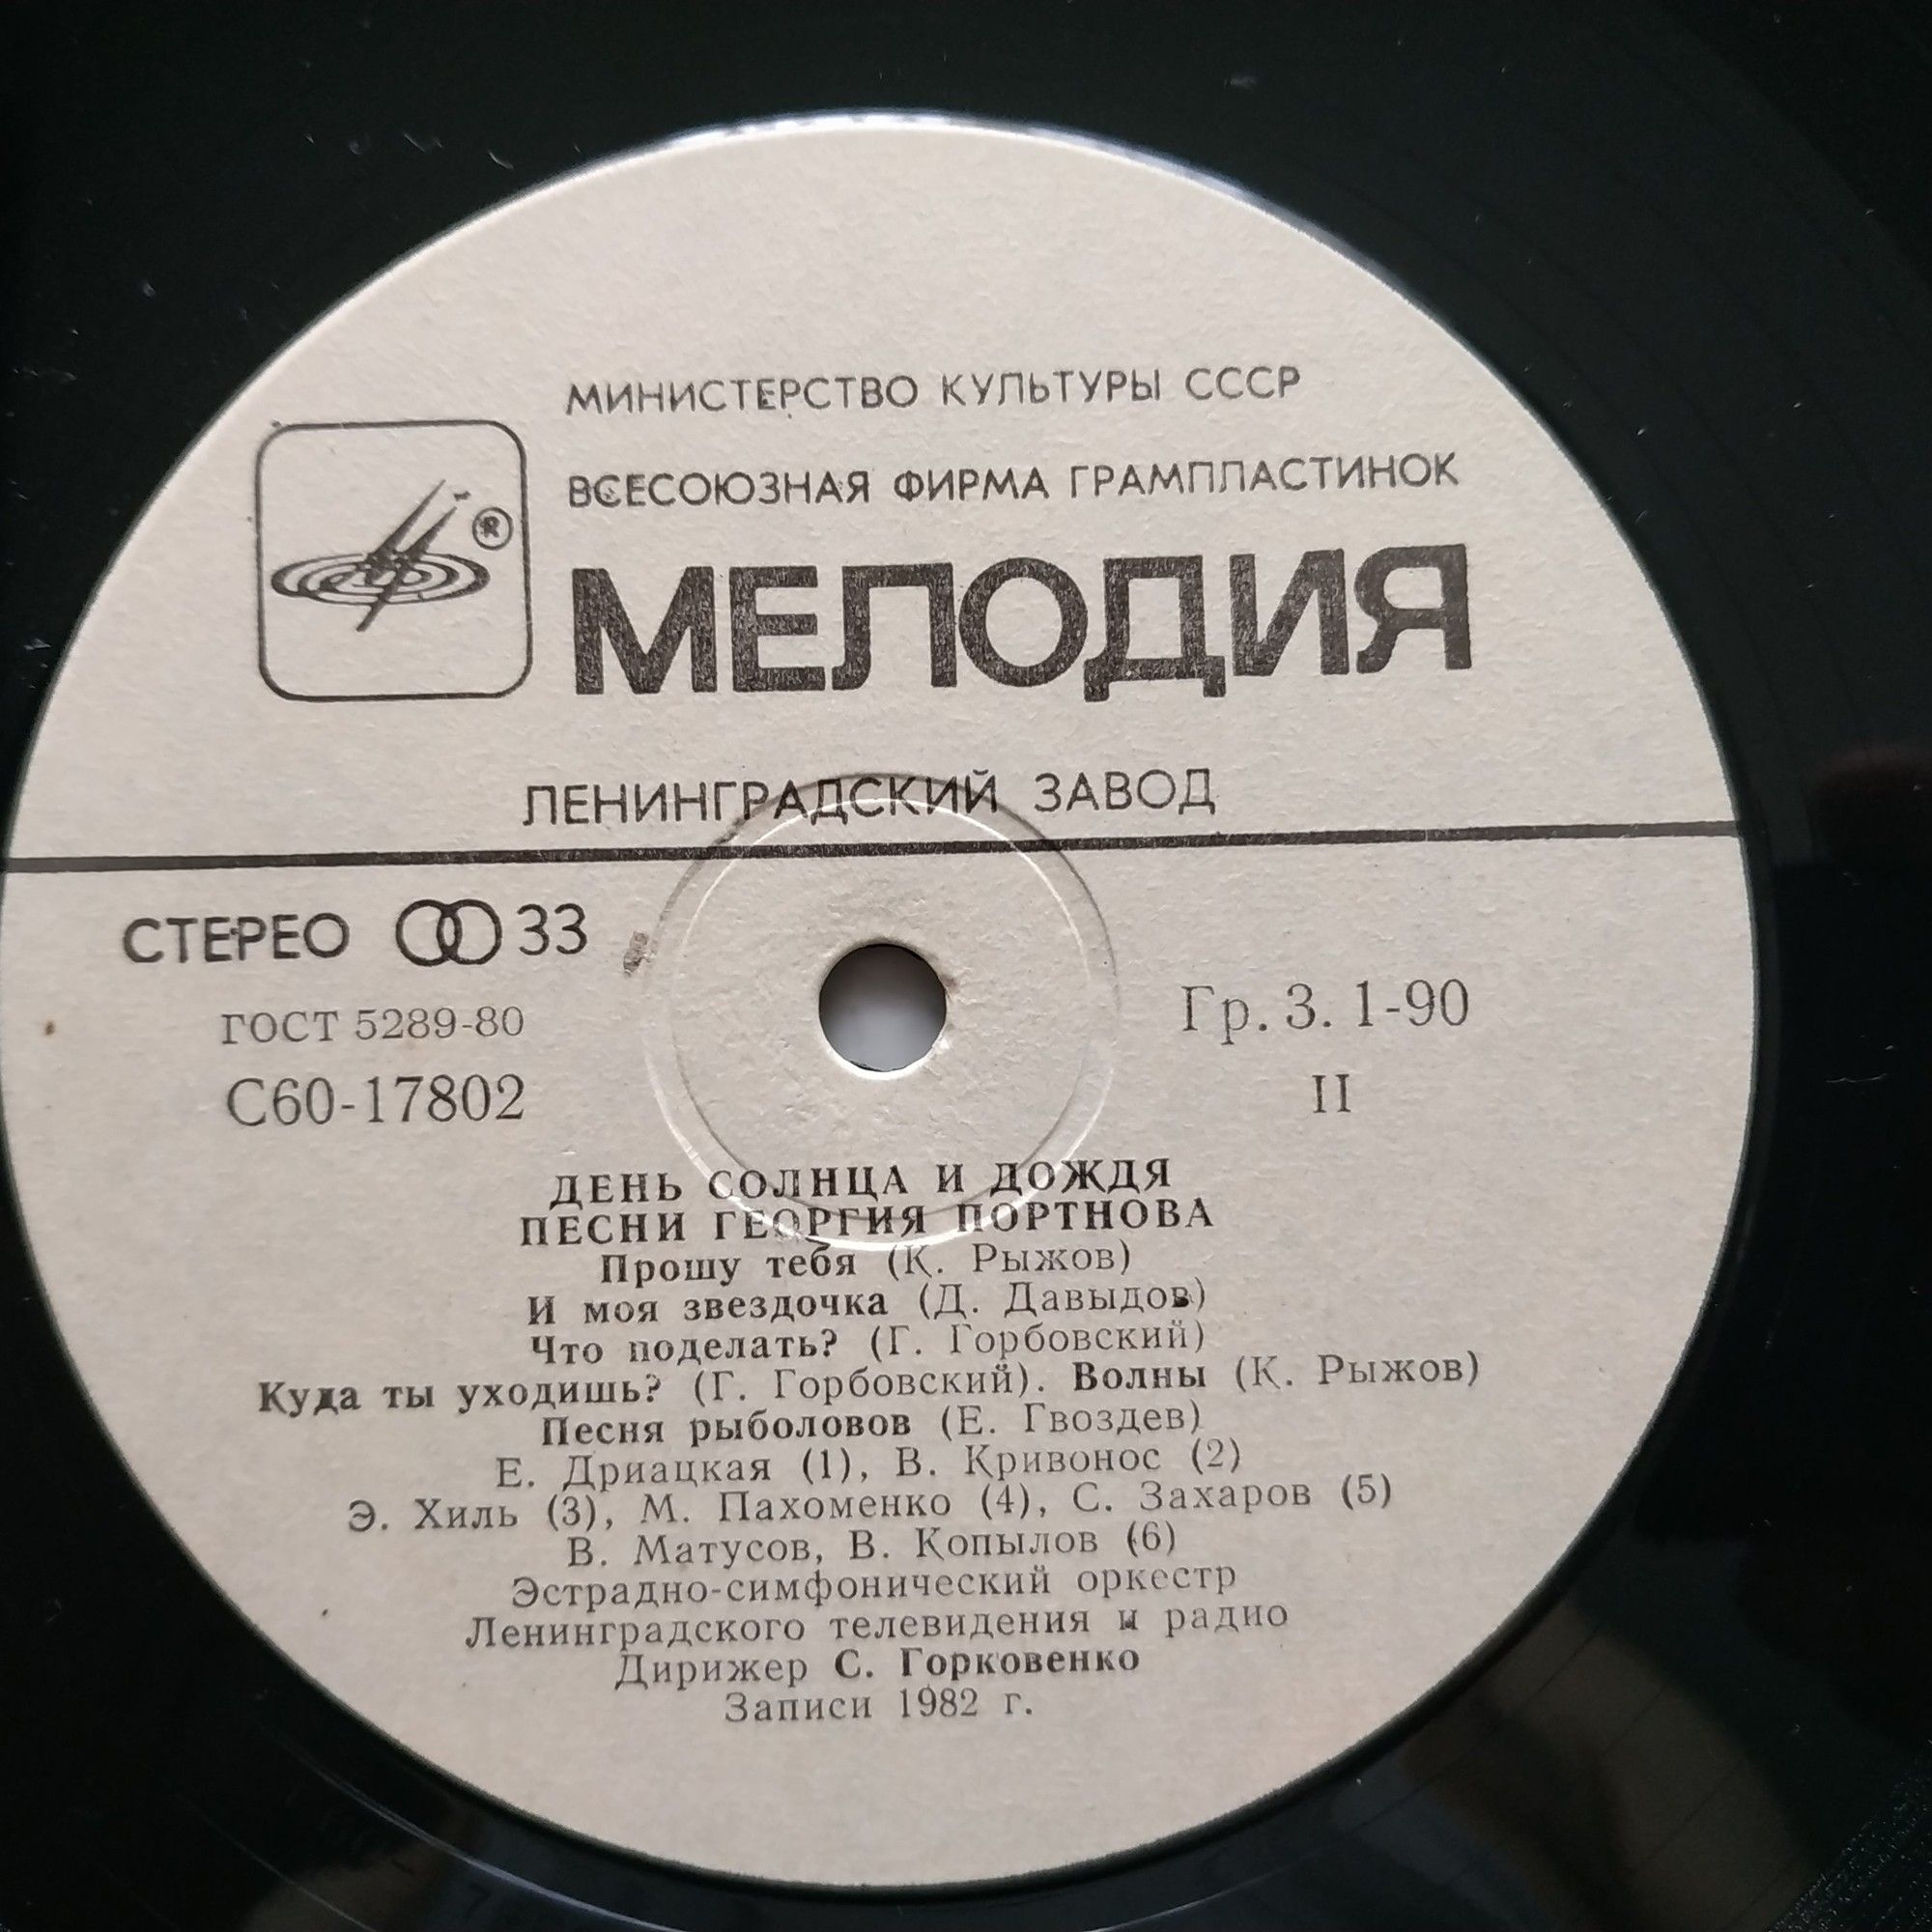 МИНИСТЕРСТВО КУЛЬТУРЫ СССР
ВСЕСОЮЗНАЯ ФИРМА ГРАМПЛАСТИНОК
®
МЕЛОДИЯ
ЛЕНИНГРАДСКИЙ ЗАВОД
СТЕРЕО 33
ГОСТ 5289-80
Гр. 3. 1-90
С60-17802
II
ДЕНЬ СОЛНЦА И ДОЖДЯ
ПЕСНИ ГЕОРГИЯ ПОРТНОВА
Прошу тебя (К. Рыжов)
И моя звездочка (Д. Давыдов)
Что поделать? (Г. Горбовский)
Куда ты уходишь? (Г. Горбовский). Волны (К. Рыжов)
Песня рыболовов (Е. Гвоздев)
Е. Дриацкая (1), В. Кривонос (2)
Э. Хиль (3), М. Пахоменко (4), С. Захаров (5)
В. Матусов, В. Копылов (6)
Эстрадно-симфонический оркестр
Ленинградского телевидения и радио
Дирижер С. Горковенко
Записи 1982 г.